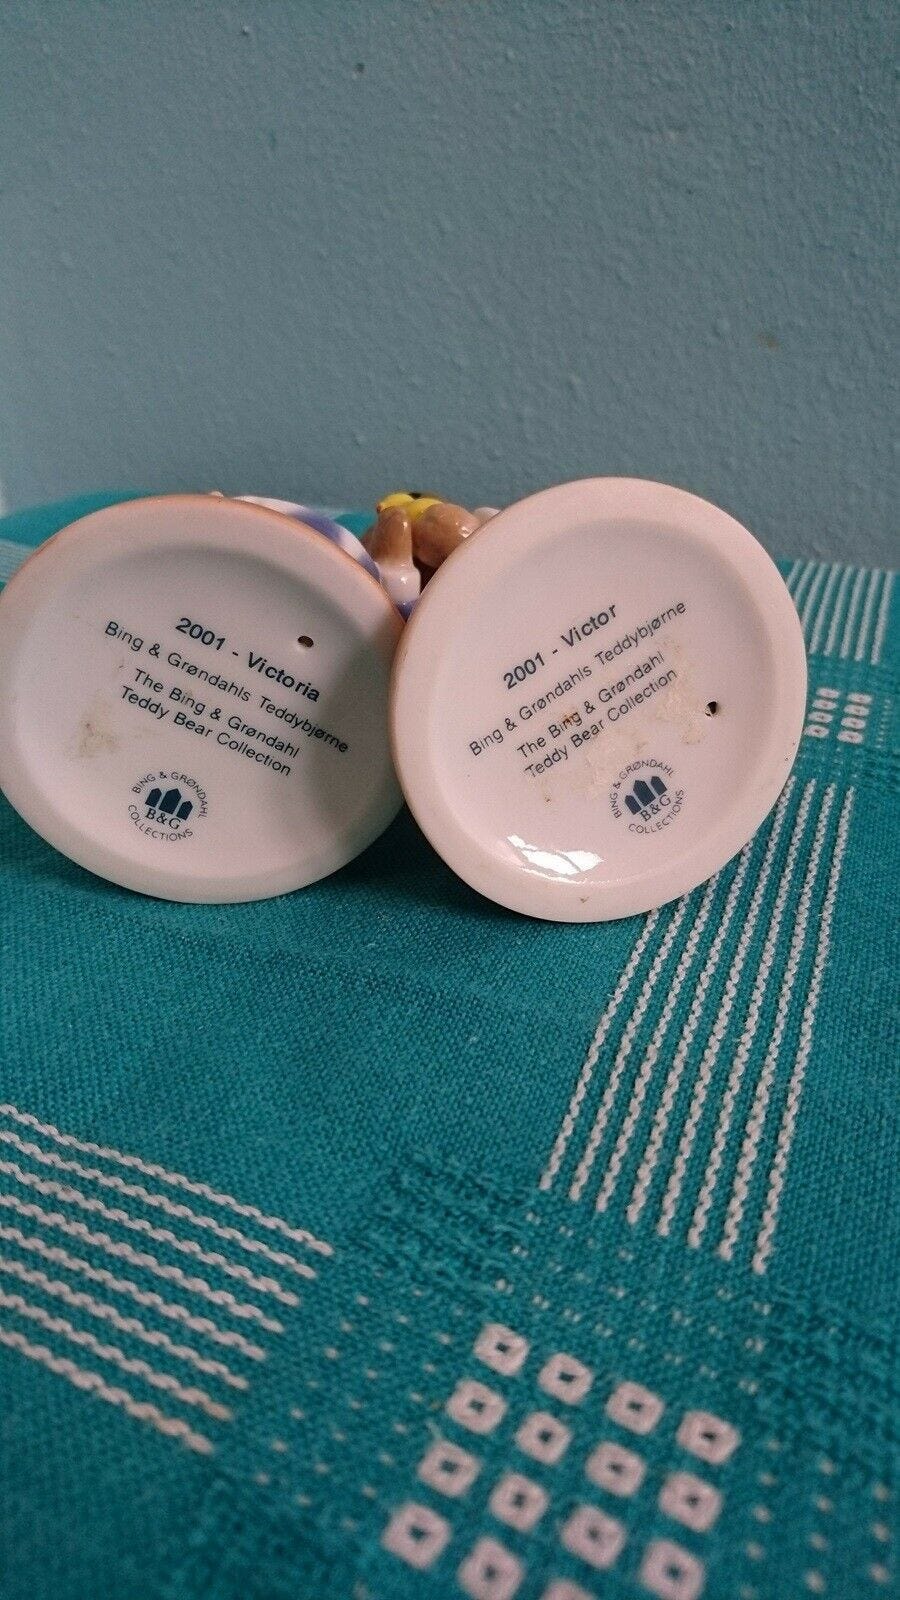 2001 - Victoria
Bing & Grøndahls Teddybjørne
The Bing & Grøndahl
Teddy Bear Collection
BING & GRØNDAHL
B&G
COLLECTIONS
2001 - Victor
Bing & Grøndahls Teddybjørne
The Bing & Grøndahl
Teddy Bear Collection
BING & GRØNDAHL
B&G
COLLECTIONS